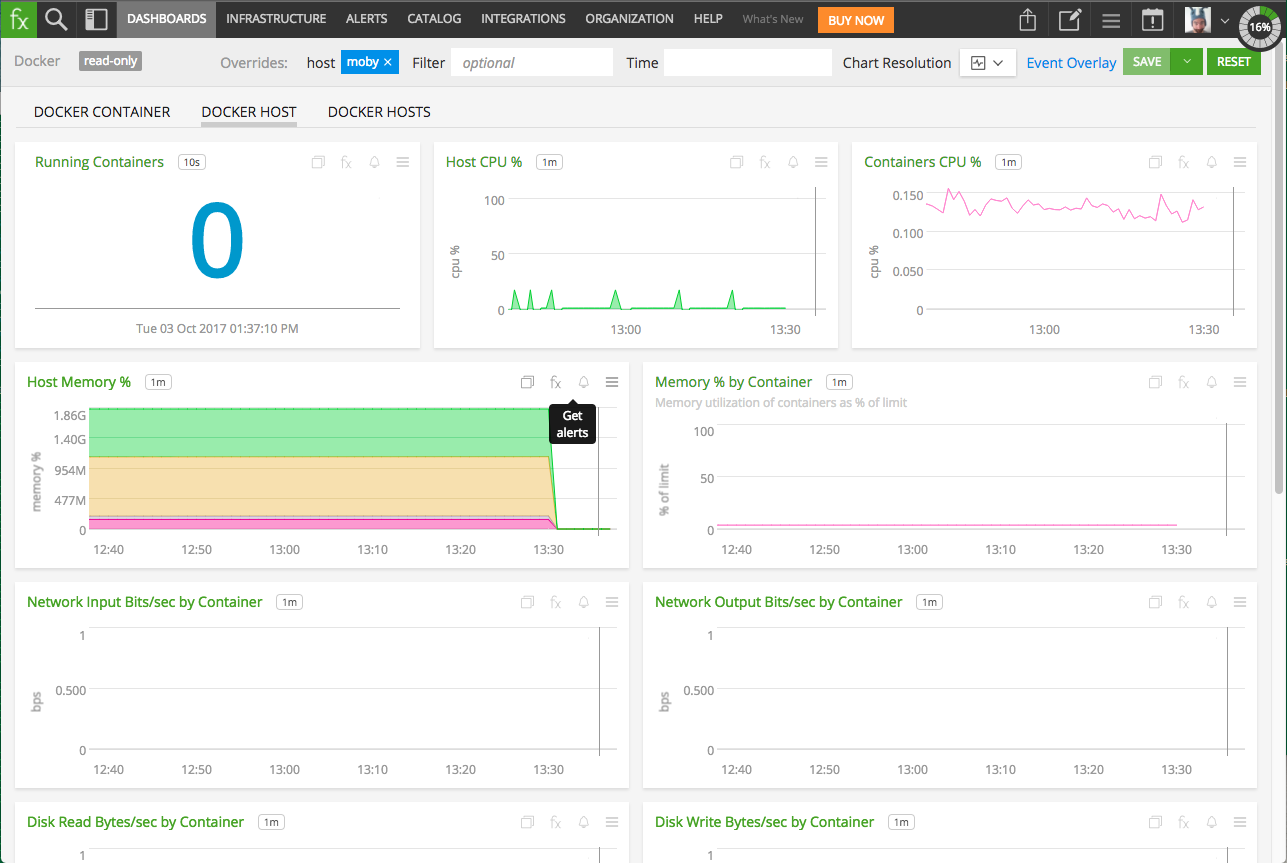 fx DASHBOARDS INFRASTRUCTURE ALERTS CATALOG INTEGRATIONS ORGANIZATION HELP What's New BUY NOW 16%
Docker read-only Overrides: host moby × Filter optional Time Chart Resolution Event Overlay SAVE RESET
DOCKER CONTAINER DOCKER HOST DOCKER HOSTS
Running Containers 10s fx
0
Tue 03 Oct 2017 01:37:10 PM
Host CPU % 1m fx
100
50
0
cpu %
13:00 13:30
Containers CPU % 1m fx
0.150
0.100
0.050
0
cpu %
13:00 13:30
Host Memory % 1m fx
Get
alerts
1.86G
1.40G
954M
477M
0
memory %
12:40 12:50 13:00 13:10 13:20 13:30
Memory % by Container 1m fx
Memory utilization of containers as % of limit
100
50
0
% of limit
12:40 12:50 13:00 13:10 13:20 13:30
Network Input Bits/sec by Container 1m fx
1
0.500
0
bps
12:40 12:50 13:00 13:10 13:20 13:30
Network Output Bits/sec by Container 1m fx
1
0.500
0
bps
12:40 12:50 13:00 13:10 13:20 13:30
Disk Read Bytes/sec by Container 1m fx
1
Disk Write Bytes/sec by Container 1m fx
1